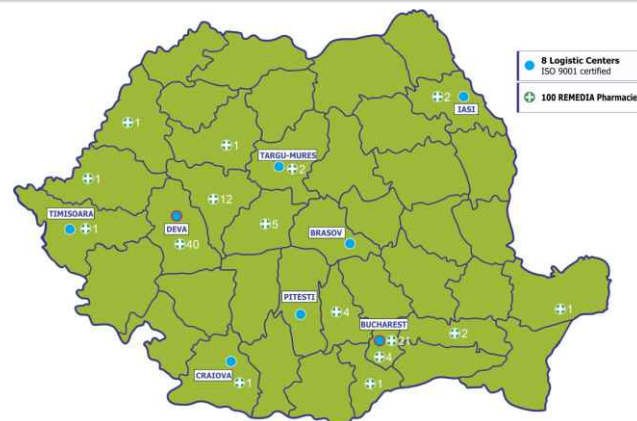 8 Logistic Centers
ISO 9001 certified
2
IASI
100 REMEDIA Pharmacie
1
1
TARGU-MURES
2
1
12
TIMISOARA
1
DEVA
40
5
BRASOV
PITESTI
4
BUCHAREST
21
4
2
1
CRAIOVA
1
1